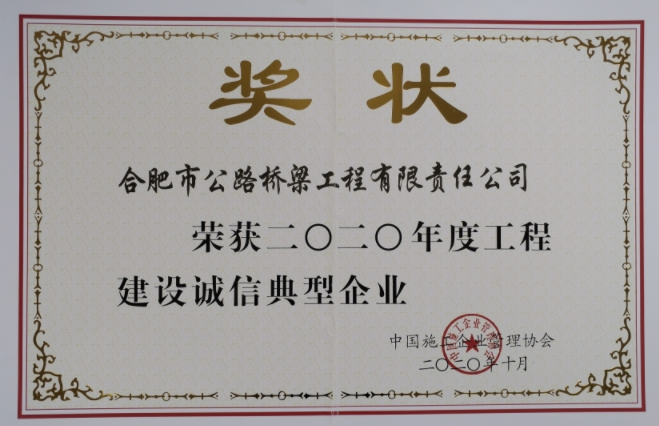 奖状
合肥市公路桥梁工程有限责任公司
荣获二〇二〇年度工程
建设诚信典型企业
中国施工企业管理协会
二〇二〇年十月